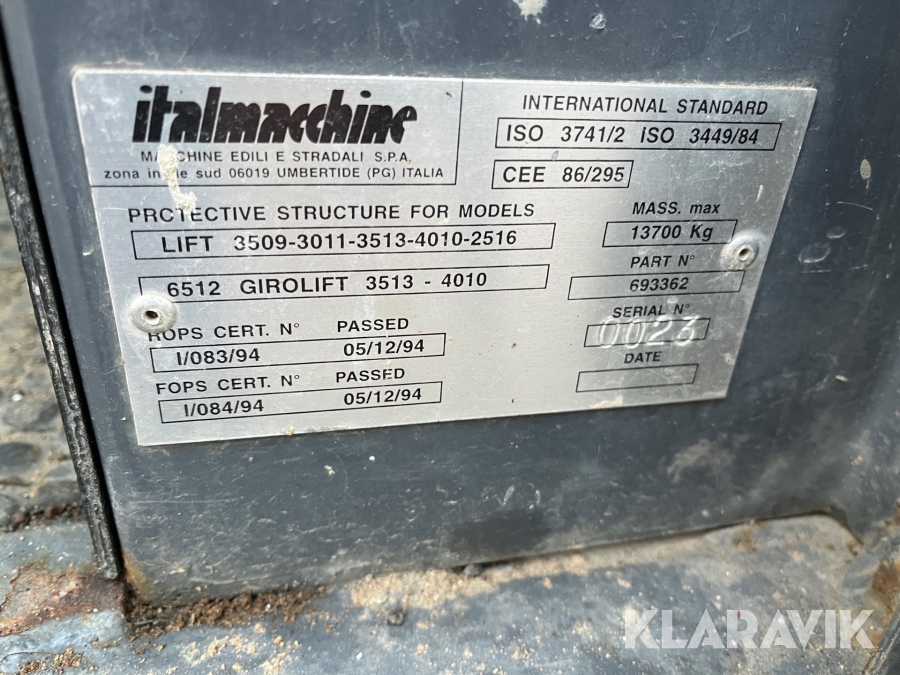 italmacchine
MACCHINE EDILI E STRADALI S.P.A.
zona sud 06019 UMBERTIDE (PG) ITALIA
INTERNATIONAL STANDARD
ISO 3741/2 ISO 3449/84
CEE 86/295
PROTECTIVE STRUCTURE FOR MODELS
LIFT 3509-3011-3513-4010-2516
6512 GIROLIFT 3513 - 4010
MASS. max
13700 Kg
PART N°
693362
SERIAL N°
0023
DATE
ROPS CERT. N° PASSED
I/083/94 05/12/94
FOPS CERT. N° PASSED
I/084/94 05/12/94
KLARAVIK